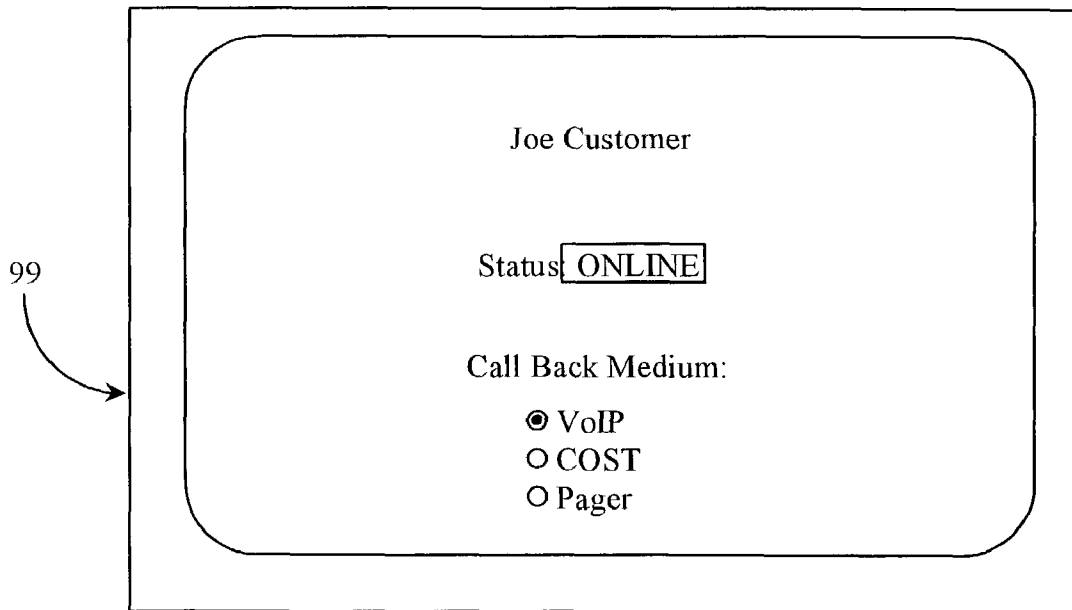 Joe Customer
99
Status: ONLINE
Call Back Medium:
VoIP
COST
Pager